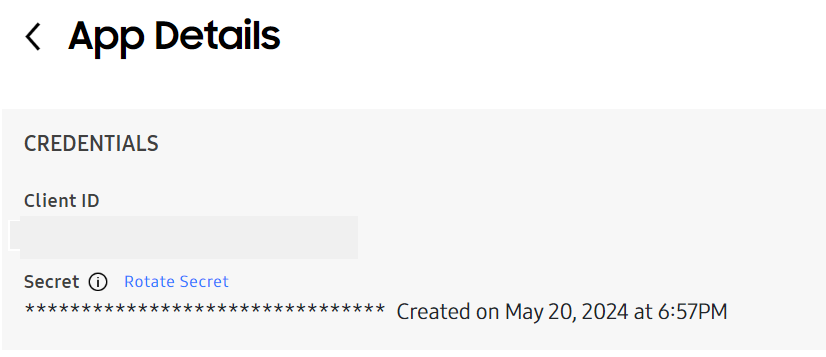 App Details
CREDENTIALS
Client ID
Secret Rotate Secret
******************************** Created on May 20, 2024 at 6:57PM